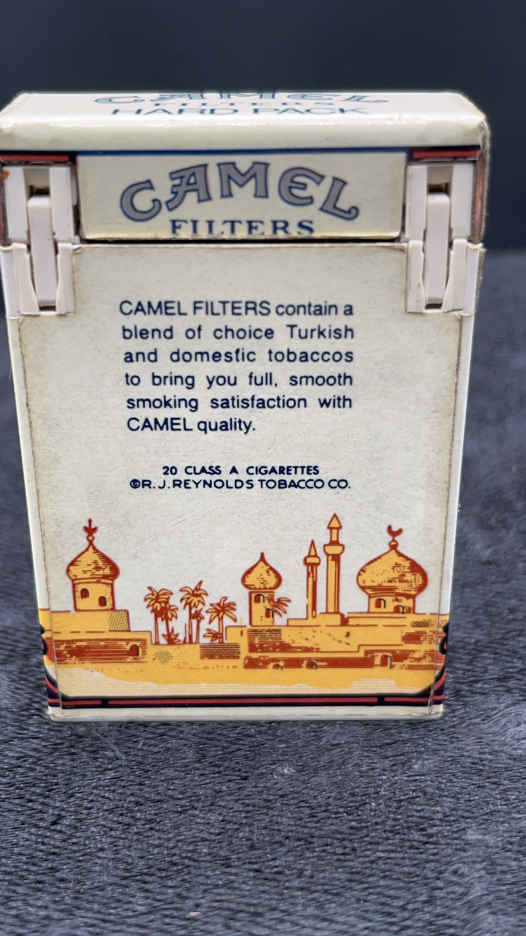 CAMEL
FILTERS
HARD PACK
CAMEL
FILTERS
CAMEL FILTERS contain a
blend of choice Turkish
and domestic tobaccos
to bring you full, smooth
smoking satisfaction with
CAMEL quality.
20 CLASS A CIGARETTES
©R.J.REYNOLDS TOBACCO CO.